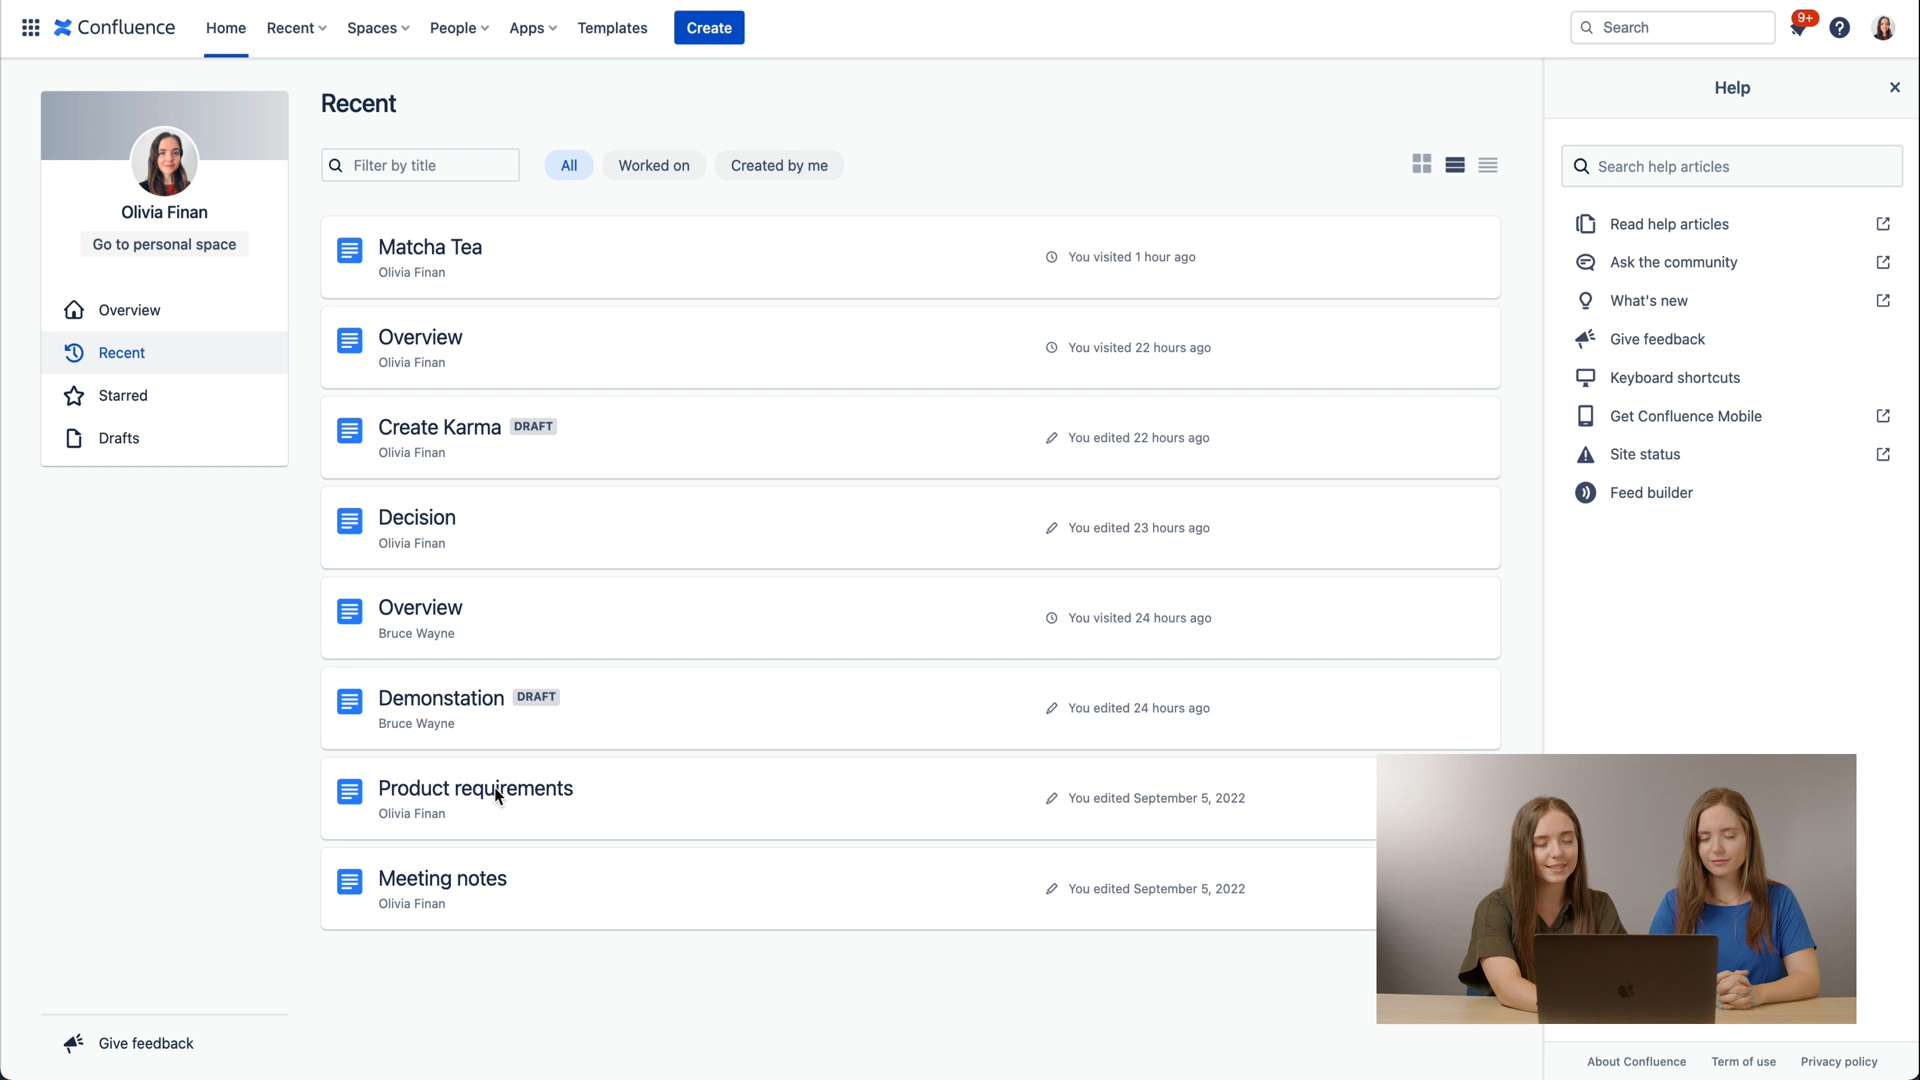 Confluence
Home
Recent
Spaces
People
Apps
Templates
Create
Search
9+
?
Olivia Finan
Go to personal space
Overview
Recent
Starred
Drafts
Give feedback
Recent
Filter by title
All
Worked on
Created by me
Matcha Tea
Olivia Finan
You visited 1 hour ago
Overview
Olivia Finan
You visited 22 hours ago
Create Karma DRAFT
Olivia Finan
You edited 22 hours ago
Decision
Olivia Finan
You edited 23 hours ago
Overview
Bruce Wayne
You visited 24 hours ago
Demonstation DRAFT
Bruce Wayne
You edited 24 hours ago
Product requirements
Olivia Finan
You edited September 5, 2022
Meeting notes
Olivia Finan
You edited September 5, 2022
Help
Search help articles
Read help articles
Ask the community
What's new
Give feedback
Keyboard shortcuts
Get Confluence Mobile
Site status
Feed builder
About Confluence
Term of use
Privacy policy